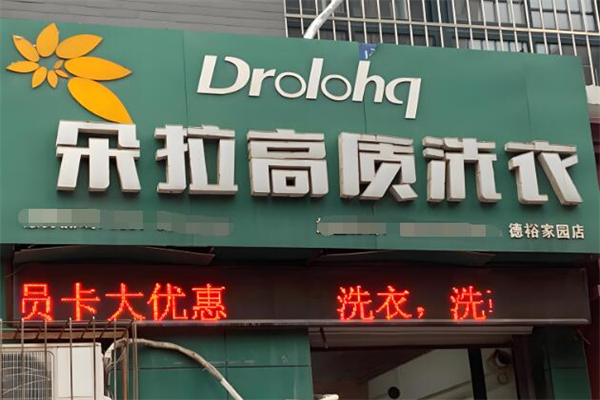 Drolohq
朵拉高质洗衣
德裕家园店
员卡大优惠 洗衣，洗